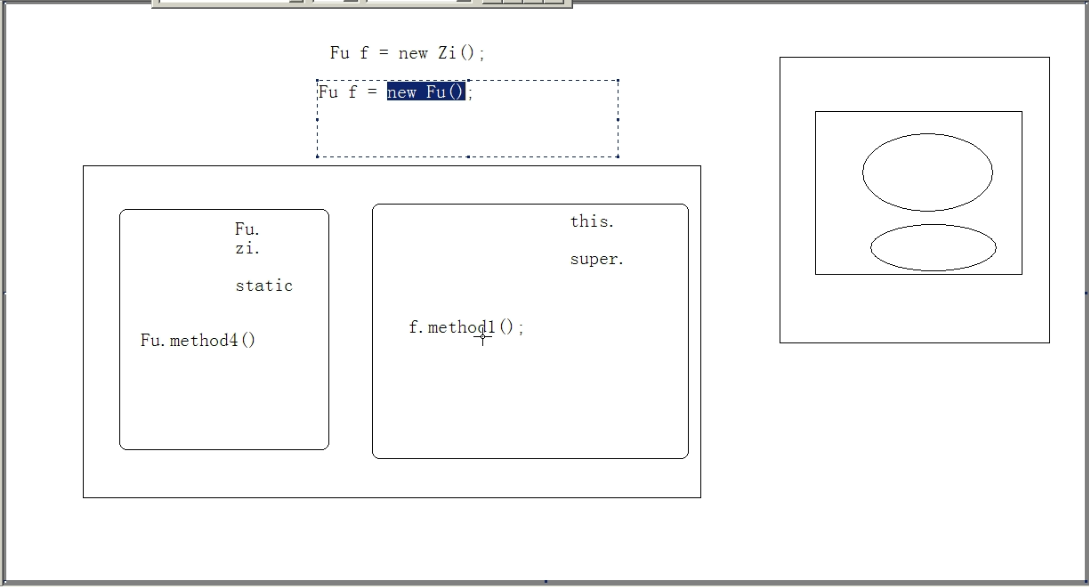 Fu f = new Zi();
Fu f = new Fu();
Fu.
zi.
static
Fu.method4()
this.
super.
f.method1();